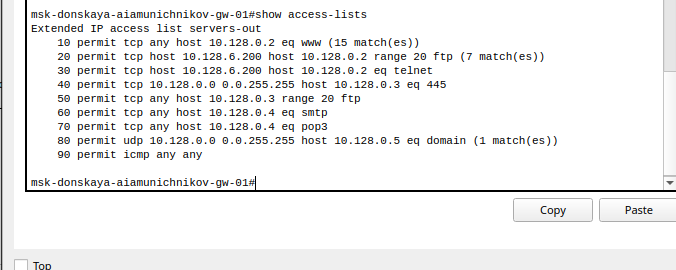 msk-donskaya-aiamunichnikov-gw-01#show access-lists
Extended IP access list servers-out
10 permit tcp any host 10.128.0.2 eq www (15 match(es))
20 permit tcp host 10.128.6.200 host 10.128.0.2 range 20 ftp (7 match(es))
30 permit tcp host 10.128.6.200 host 10.128.0.2 eq telnet
40 permit tcp 10.128.0.0 0.0.255.255 host 10.128.0.3 eq 445
50 permit tcp any host 10.128.0.3 range 20 ftp
60 permit tcp any host 10.128.0.4 eq smtp
70 permit tcp any host 10.128.0.4 eq pop3
80 permit udp 10.128.0.0 0.0.255.255 host 10.128.0.5 eq domain (1 match(es))
90 permit icmp any any
msk-donskaya-aiamunichnikov-gw-01#
Copy Paste
Top